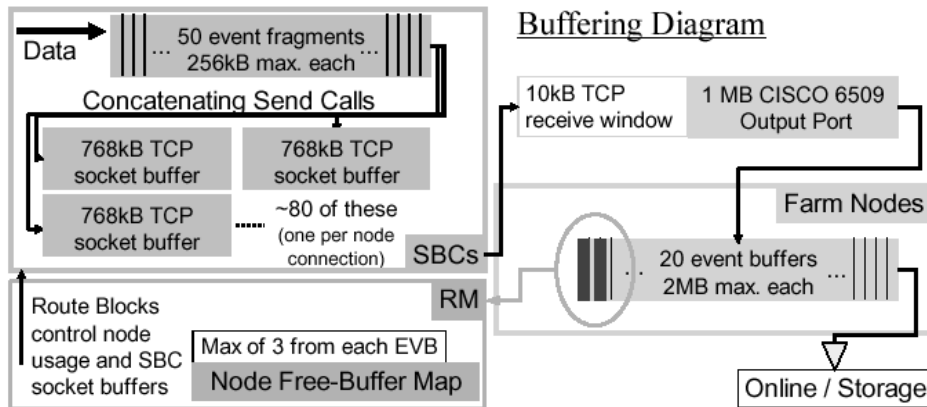 Buffering Diagram
Data
... 50 event fragments ...
256kB max. each
Concatenating Send Calls
768kB TCP
socket buffer
768kB TCP
socket buffer
768kB TCP
socket buffer
~80 of these
(one per node
connection)
SBCs
10kB TCP
receive window
1 MB CISCO 6509
Output Port
Farm Nodes
... 20 event buffers ...
2MB max. each
RM
Route Blocks
control node
usage and SBC
socket buffers
Max of 3 from each EVB
Node Free-Buffer Map
Online / Storage